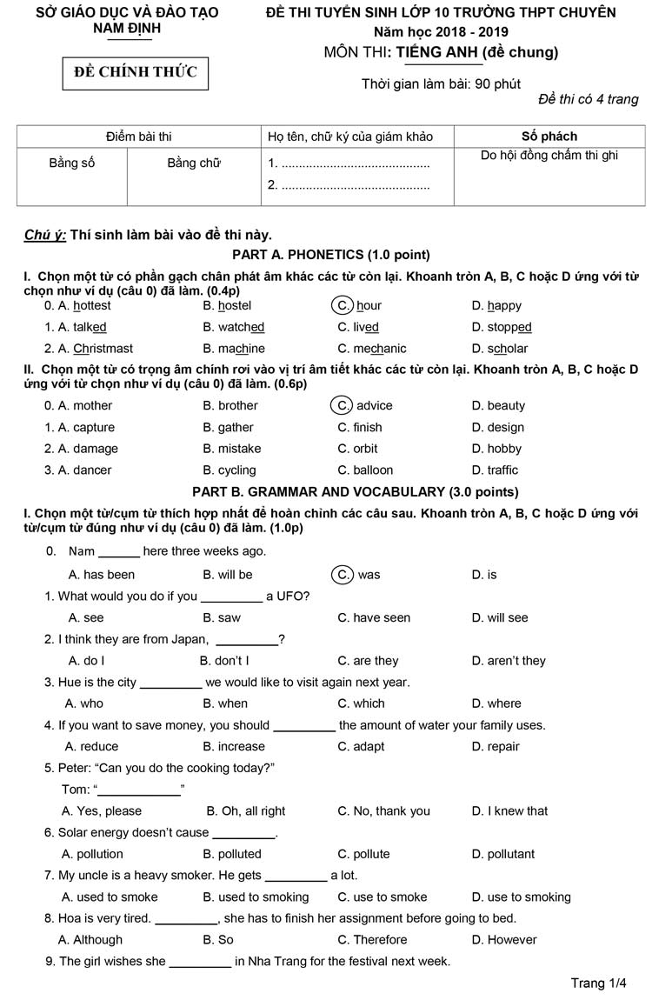 SỞ GIÁO DỤC VÀ ĐÀO TẠO
NAM ĐỊNH
ĐỀ CHÍNH THỨC
ĐỀ THI TUYỂN SINH LỚP 10 TRƯỜNG THPT CHUYÊN
Năm học 2018 - 2019
MÔN THI: TIẾNG ANH (đề chung)
Thời gian làm bài: 90 phút
Đề thi có 4 trang
Điểm bài thi Họ tên, chữ ký của giám khảo Số phách
Bằng số Bằng chữ 1. .......................................... Do hội đồng chấm thi ghi
2. ..........................................
Chú ý: Thí sinh làm bài vào đề thi này.
PART A. PHONETICS (1.0 point)
I. Chọn một từ có phần gạch chân phát âm khác các từ còn lại. Khoanh tròn A, B, C hoặc D ứng với từ
chọn như ví dụ (câu 0) đã làm. (0.4p)
0. A. hottest B. hostel C. hour D. happy
1. A. talked B. watched C. lived D. stopped
2. A. Christmast B. machine C. mechanic D. scholar
II. Chọn một từ có trọng âm chính rơi vào vị trí âm tiết khác các từ còn lại. Khoanh tròn A, B, C hoặc D
ứng với từ chọn như ví dụ (câu 0) đã làm. (0.6p)
0. A. mother B. brother C. advice D. beauty
1. A. capture B. gather C. finish D. design
2. A. damage B. mistake C. orbit D. hobby
3. A. dancer B. cycling C. balloon D. traffic
PART B. GRAMMAR AND VOCABULARY (3.0 points)
I. Chọn một từ/cụm từ thích hợp nhất để hoàn chỉnh các câu sau. Khoanh tròn A, B, C hoặc D ứng với
từ/cụm từ đúng như ví dụ (câu 0) đã làm. (1.0p)
0. Nam ______ here three weeks ago.
A. has been B. will be C. was D. is
1. What would you do if you _________ a UFO?
A. see B. saw C. have seen D. will see
2. I think they are from Japan, _________?
A. do I B. don't I C. are they D. aren't they
3. Hue is the city _________ we would like to visit again next year.
A. who B. when C. which D. where
4. If you want to save money, you should _________ the amount of water your family uses.
A. reduce B. increase C. adapt D. repair
5. Peter: “Can you do the cooking today?”
Tom: “____________”
A. Yes, please B. Oh, all right C. No, thank you D. I knew that
6. Solar energy doesn't cause _________.
A. pollution B. polluted C. pollute D. pollutant
7. My uncle is a heavy smoker. He gets _________ a lot.
A. used to smoke B. used to smoking C. use to smoke D. use to smoking
8. Hoa is very tired. _________, she has to finish her assignment before going to bed.
A. Although B. So C. Therefore D. However
9. The girl wishes she _________ in Nha Trang for the festival next week.
Trang 1/4